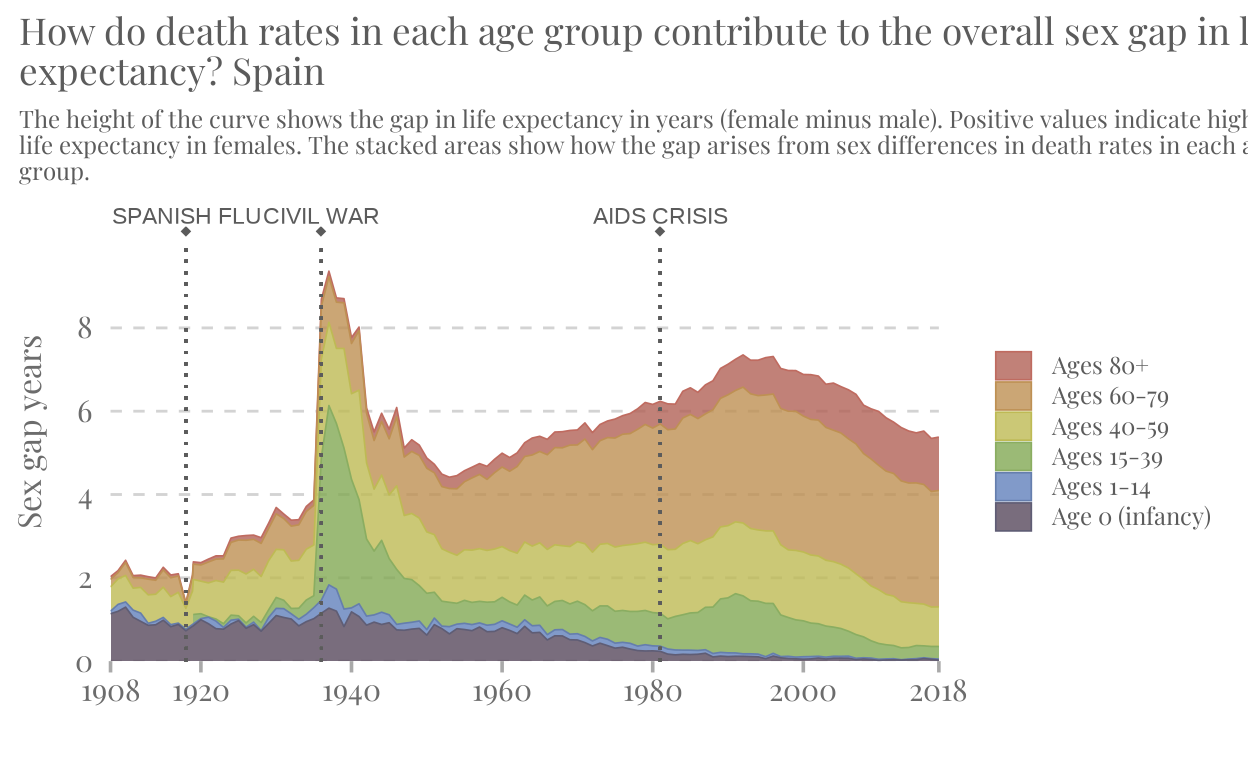 How do death rates in each age group contribute to the overall sex gap in
expectancy? Spain
The height of the curve shows the gap in life expectancy in years (female minus male). Positive values indicate
life expectancy in females. The stacked areas show how the gap arises from sex differences in death rates in each
group.
SPANISH FLU CIVIL WAR AIDS CRISIS
Sex gap years
8
6
4
2
0
1908 1920 1940 1960 1980 2000 2018
Ages 80+
Ages 60-79
Ages 40-59
Ages 15-39
Ages 1-14
Age 0 (infancy)